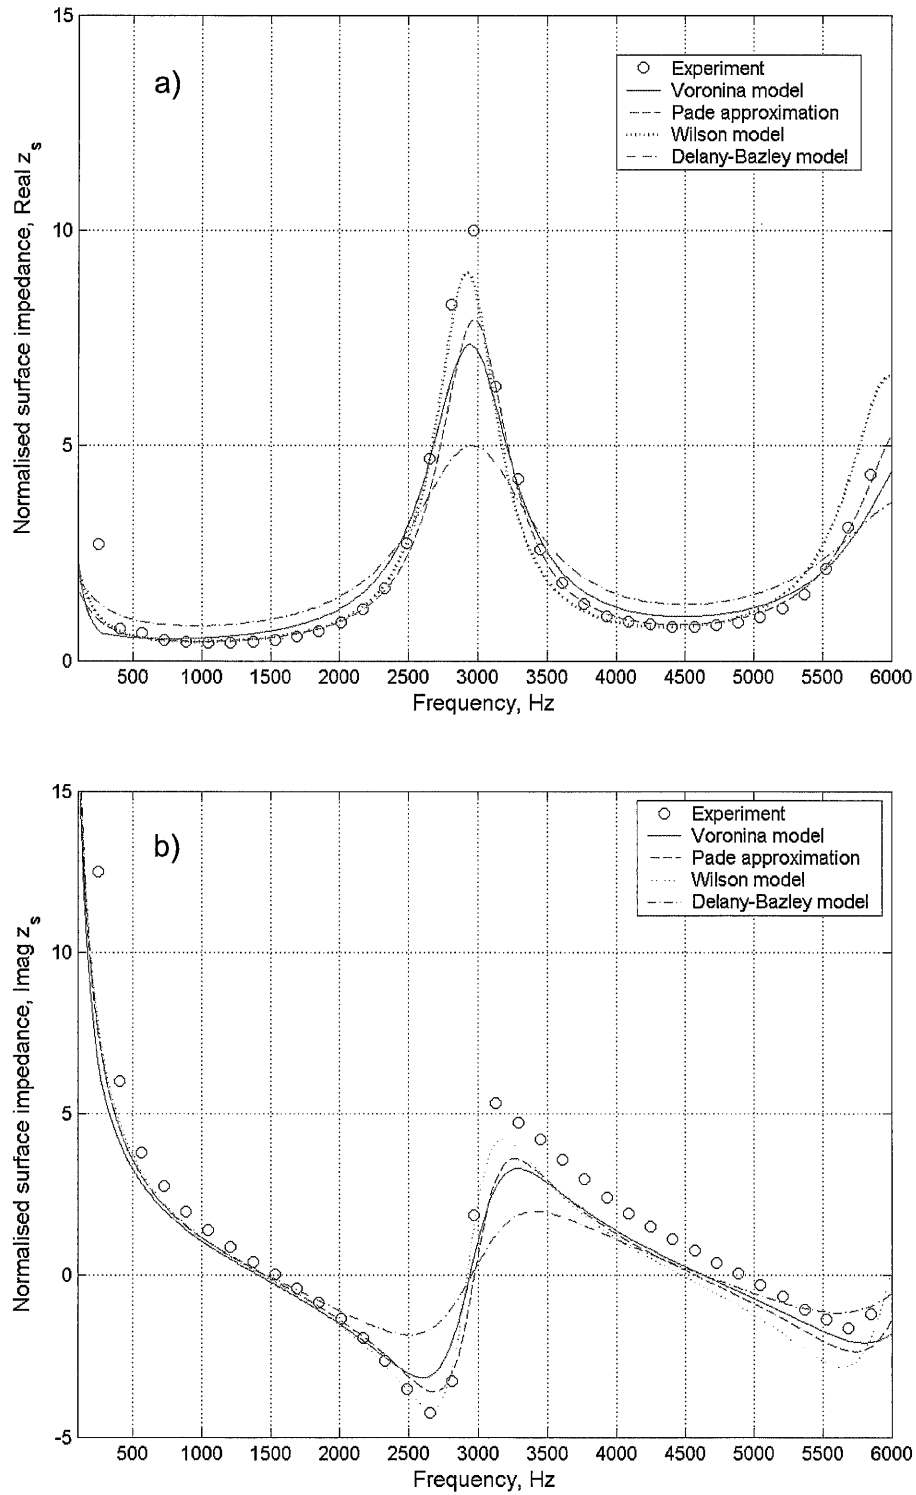 15
10
5
0
Normalised surface impedance, Real z_s
a)
Experiment
Voronina model
Pade approximation
Wilson model
Delany-Bazley model
500 1000 1500 2000 2500 3000 3500 4000 4500 5000 5500 6000
Frequency, Hz
15
10
5
0
-5
Normalised surface impedance, Imag z_s
b)
Experiment
Voronina model
Pade approximation
Wilson model
Delany-Bazley model
500 1000 1500 2000 2500 3000 3500 4000 4500 5000 5500 6000
Frequency, Hz